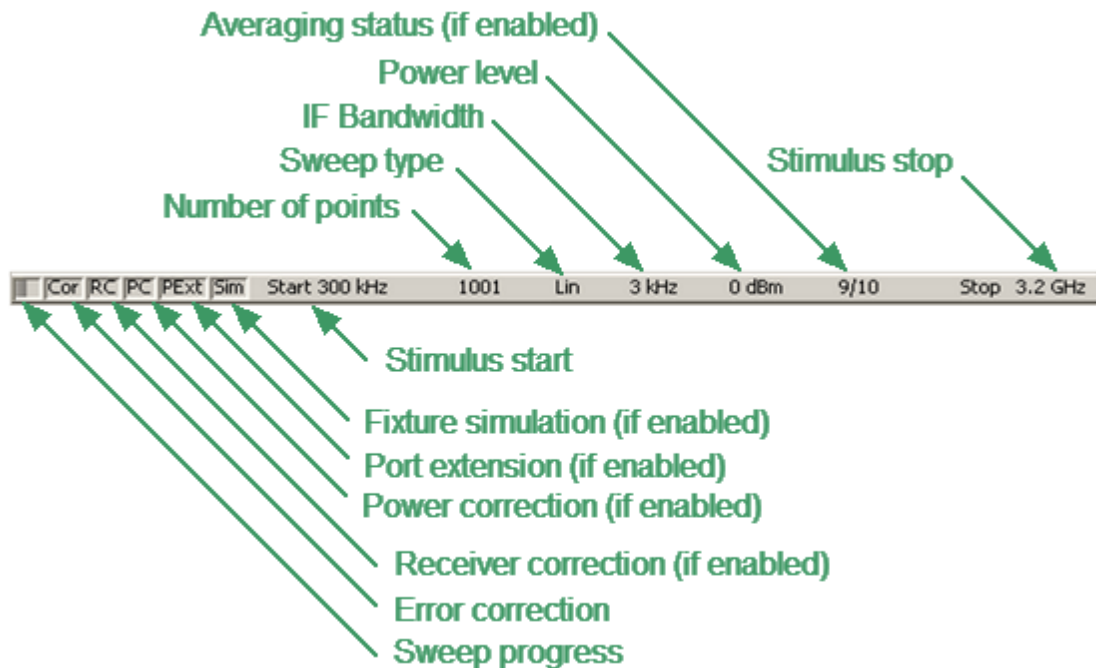 Averaging status (if enabled)
Power level
IF Bandwidth
Sweep type
Stimulus stop
Number of points
Cor RC PC PExt Sim Start 300 kHz 1001 Lin 3 kHz 0 dBm 9/10 Stop 3.2 GHz
Stimulus start
Fixture simulation (if enabled)
Port extension (if enabled)
Power correction (if enabled)
Receiver correction (if enabled)
Error correction
Sweep progress